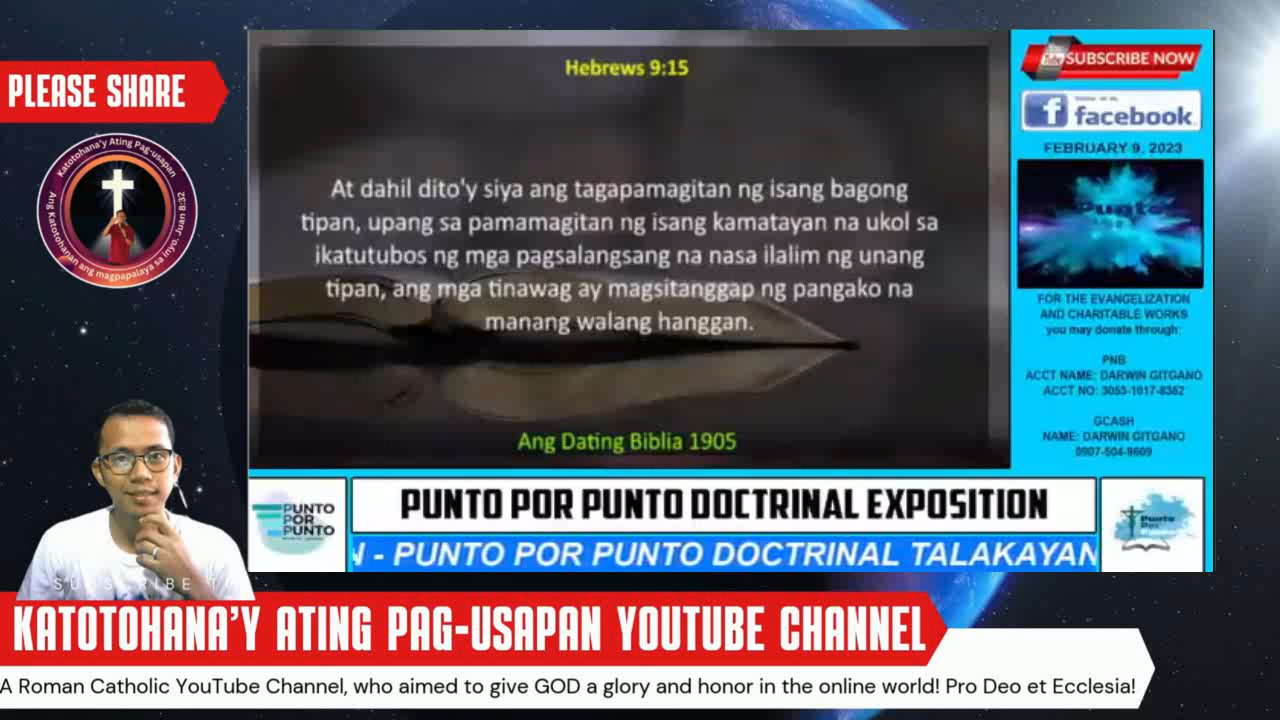 PLEASE SHARE
Katotohana'y Ating Pag-usapan
Ang Katotohanan ang magpapalaya sa inyo. Juan 8:32
Hebrews 9:15
At dahil dito'y siya ang tagapamagitan ng isang bagong
tipan, upang sa pamamagitan ng isang kamatayan na ukol sa
ikatutubos ng mga pagsalangsang na nasa ilalim ng unang
tipan, ang mga tinawag ay magsitanggap ng pangako na
manang walang hanggan.
Ang Dating Biblia 1905
SUBSCRIBE NOW
facebook
FEBRUARY 9, 2023
Punto
FOR THE EVANGELIZATION
AND CHARITABLE WORKS
you may donate through:
PNB
ACCT NAME: DARWIN GITGANO
ACCT NO: 3053-1017-8362
GCASH
NAME: DARWIN GITGANO
0907-504-9609
PUNTO
POR
PUNTO
PUNTO POR PUNTO DOCTRINAL EXPOSITION
N - PUNTO POR PUNTO DOCTRINAL TALAKAYAN
Punto
Por
SUBSCRIBE
KATOTOHANA'Y ATING PAG-USAPAN YOUTUBE CHANNEL
A Roman Catholic YouTube Channel, who aimed to give GOD a glory and honor in the online world! Pro Deo et Ecclesia!